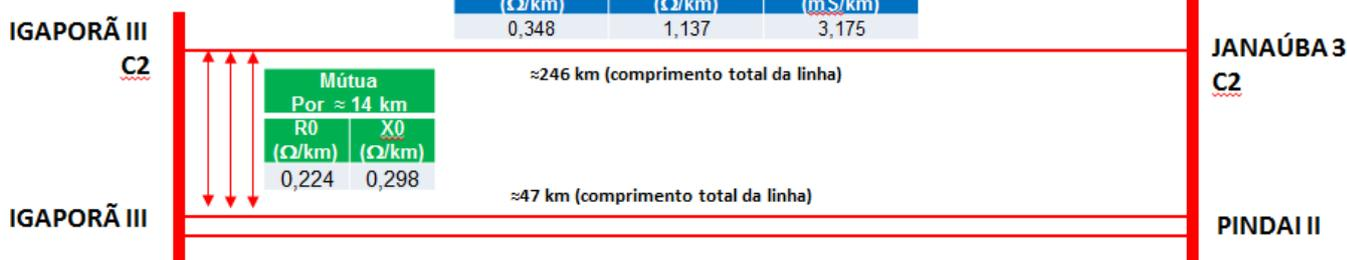 (Ω/km) (Ω/km) (mS/km)
0,348 1,137 3,175
IGAPORÃ III
C2
JANAÚBA 3
C2
≈246 km (comprimento total da linha)
Mútua
Por ≈ 14 km
R0 X0
(Ω/km) (Ω/km)
0,224 0,298
≈47 km (comprimento total da linha)
IGAPORÃ III
PINDAI II